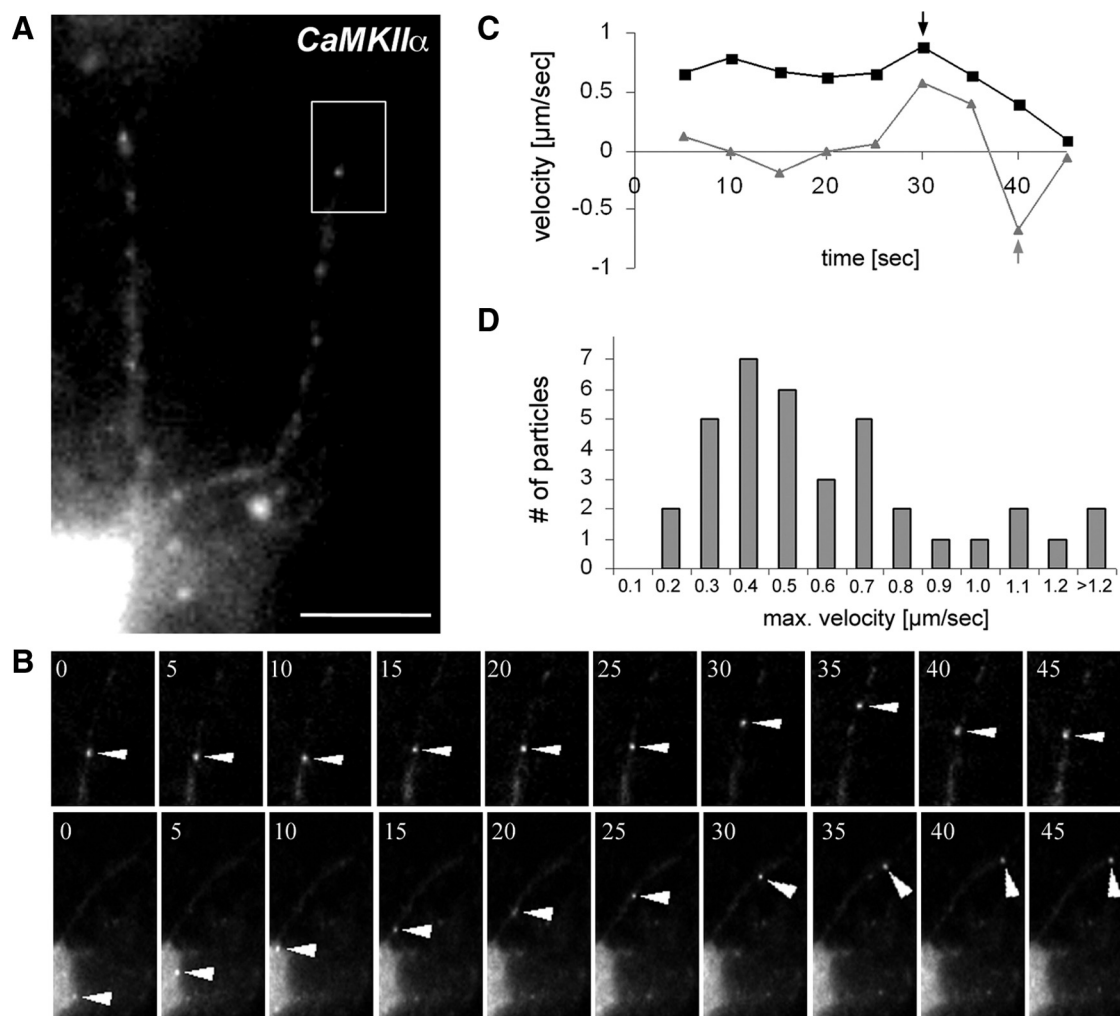 A
CaMKIIα
C
velocity [µm/sec]
1
0.5
0
-0.5
-1
0
10
20
30
40
time [sec]
D
# of particles
7
6
5
4
3
2
1
0
0.1 0.2 0.3 0.4 0.5 0.6 0.7 0.8 0.9 1.0 1.1 1.2 >1.2
max. velocity [µm/sec]
B
0 5 10 15 20 25 30 35 40 45
0 5 10 15 20 25 30 35 40 45